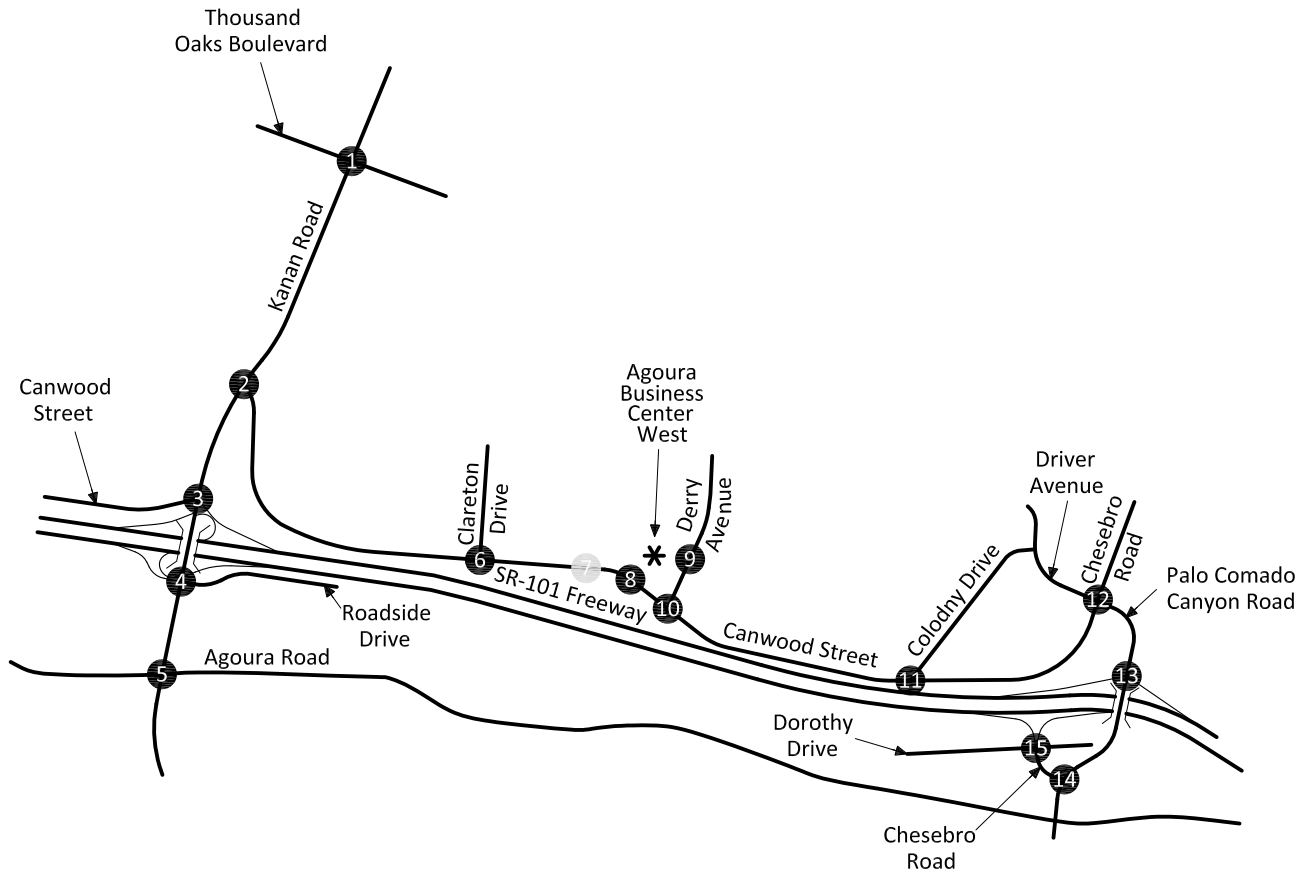 Thousand
Oaks Boulevard
1
Kanan Road
2
Canwood
Street
Agoura
Business
Center
West
3
Clareton
Drive
Derry
Avenue
Driver
Avenue
Chesebro
Road
6
7
8
9
10
SR-101 Freeway
4
Roadside
Drive
Colodny Drive
12
Palo Comado
Canyon Road
Canwood Street
5
Agoura Road
11
13
Dorothy
Drive
15
14
Chesebro
Road